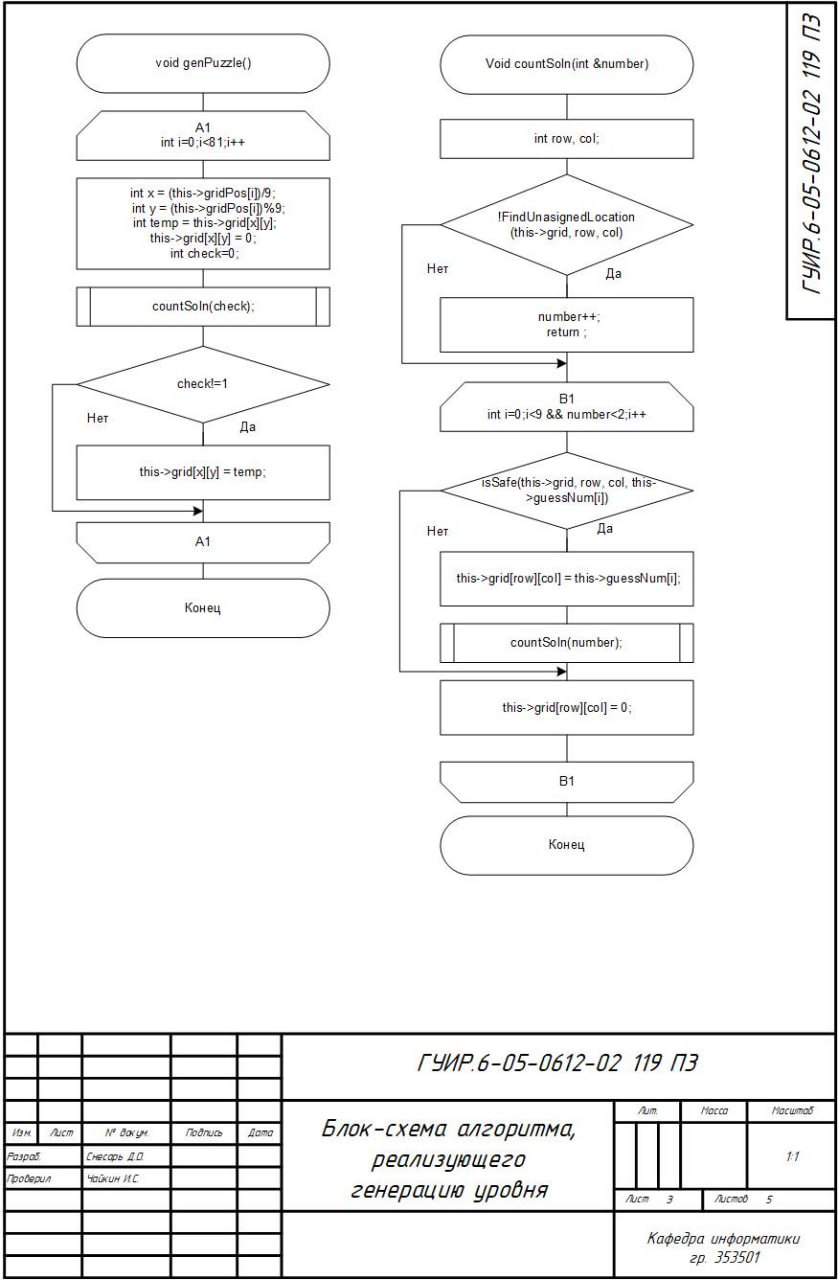 ГУИР.6-05-0612-02 119 ПЗ
void genPuzzle()
A1
int i=0;i<81;i++
int x = (this->gridPos[i])/9;
int y = (this->gridPos[i])%9;
int temp = this->grid[x][y];
this->grid[x][y] = 0;
int check=0;
countSoln(check);
check!=1
Нет
Да
this->grid[x][y] = temp;
A1
Конец
Void countSoln(int &number)
int row, col;
!FindUnasignedLocation
(this->grid, row, col)
Нет
Да
number++;
return ;
B1
int i=0;i<9 && number<2;i++
isSafe(this->grid, row, col, this-
>guessNum[i])
Нет
Да
this->grid[row][col] = this->guessNum[i];
countSoln(number);
this->grid[row][col] = 0;
B1
Конец
ГУИР.6-05-0612-02 119 ПЗ
Изм. Лист № докум. Подпись Дата
Разраб. Снесарь Д.О.
Проверил Чайкин И.С.
Блок-схема алгоритма,
реализующего
генерацию уровня
Лит. Масса Масштаб
1:1
Лист 3 Листов 5
Кафедра информатики
гр. 353501